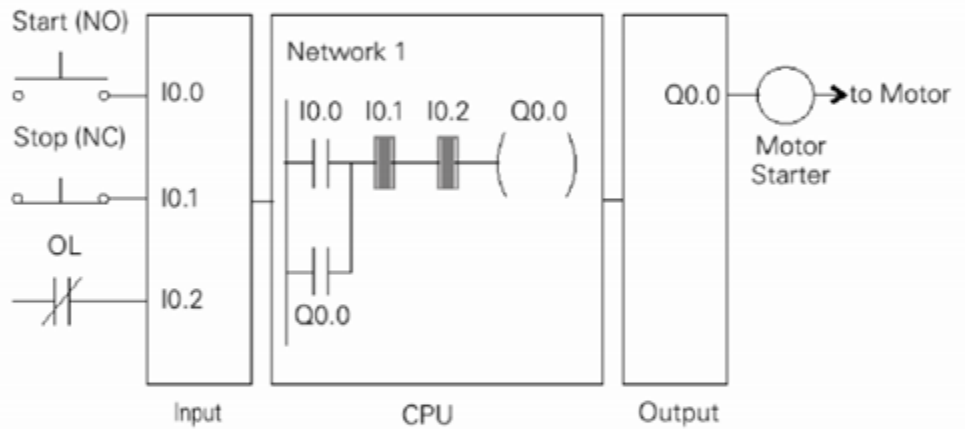 Start (NO)
I0.0
Stop (NC)
I0.1
OL
I0.2
Input
Network 1
I0.0 I0.1 I0.2 Q0.0
Q0.0
CPU
Q0.0
Output
to Motor
Motor
Starter